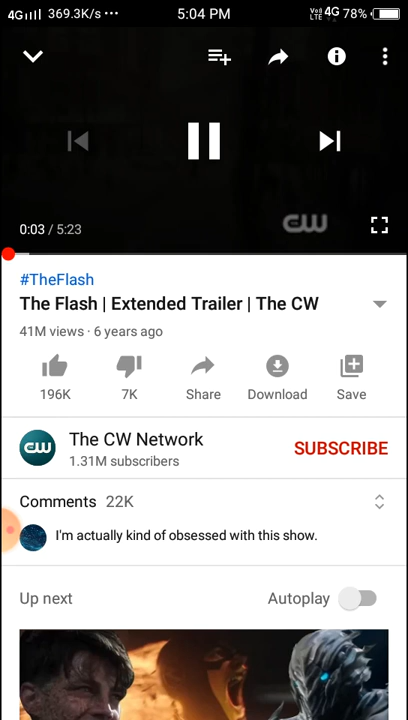 4G 369.3K/s ••• 5:04 PM VoI LTE 4G 78%
0:03 / 5:23
CW
#TheFlash
The Flash | Extended Trailer | The CW
41M views · 6 years ago
196K 7K Share Download Save
CW The CW Network SUBSCRIBE
1.31M subscribers
Comments 22K
I'm actually kind of obsessed with this show.
Up next Autoplay